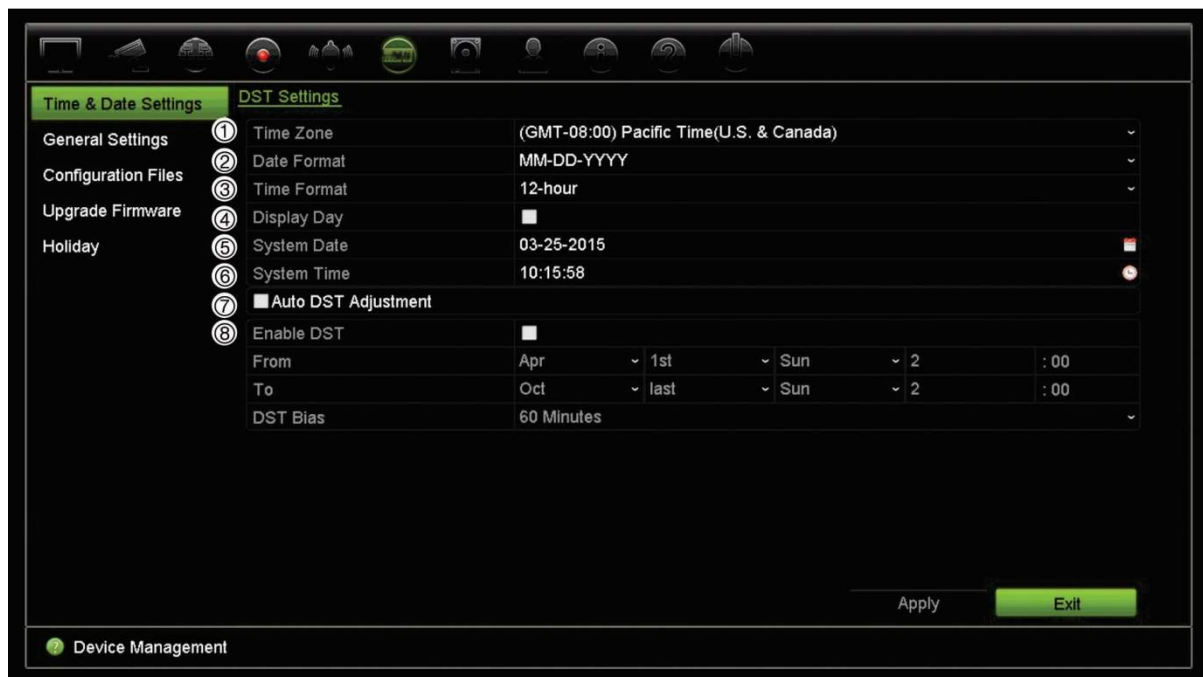 Time & Date Settings
DST Settings
General Settings
Configuration Files
Upgrade Firmware
Holiday
① Time Zone (GMT-08:00) Pacific Time(U.S. & Canada)
② Date Format MM-DD-YYYY
③ Time Format 12-hour
④ Display Day
⑤ System Date 03-25-2015
⑥ System Time 10:15:58
⑦ Auto DST Adjustment
⑧ Enable DST
From Apr 1st Sun 2 : 00
To Oct last Sun 2 : 00
DST Bias 60 Minutes
Apply Exit
? Device Management